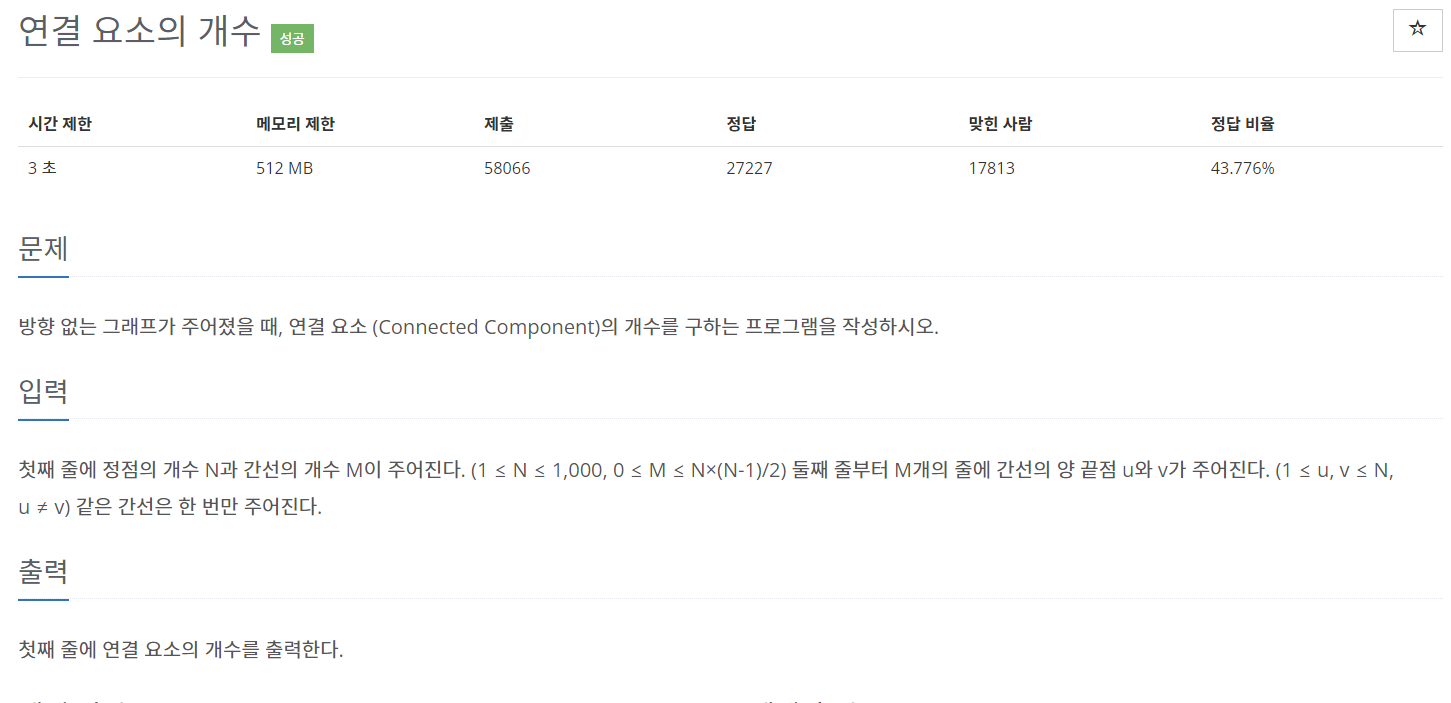 연결 요소의 개수 성공
시간 제한 메모리 제한 제출 정답 맞힌 사람 정답 비율
3 초 512 MB 58066 27227 17813 43.776%
문제
방향 없는 그래프가 주어졌을 때, 연결 요소 (Connected Component)의 개수를 구하는 프로그램을 작성하시오.
입력
첫째 줄에 정점의 개수 N과 간선의 개수 M이 주어진다. (1 ≤ N ≤ 1,000, 0 ≤ M ≤ N×(N-1)/2) 둘째 줄부터 M개의 줄에 간선의 양 끝점 u와 v가 주어진다. (1 ≤ u, v ≤ N,
u ≠ v) 같은 간선은 한 번만 주어진다.
출력
첫째 줄에 연결 요소의 개수를 출력한다.